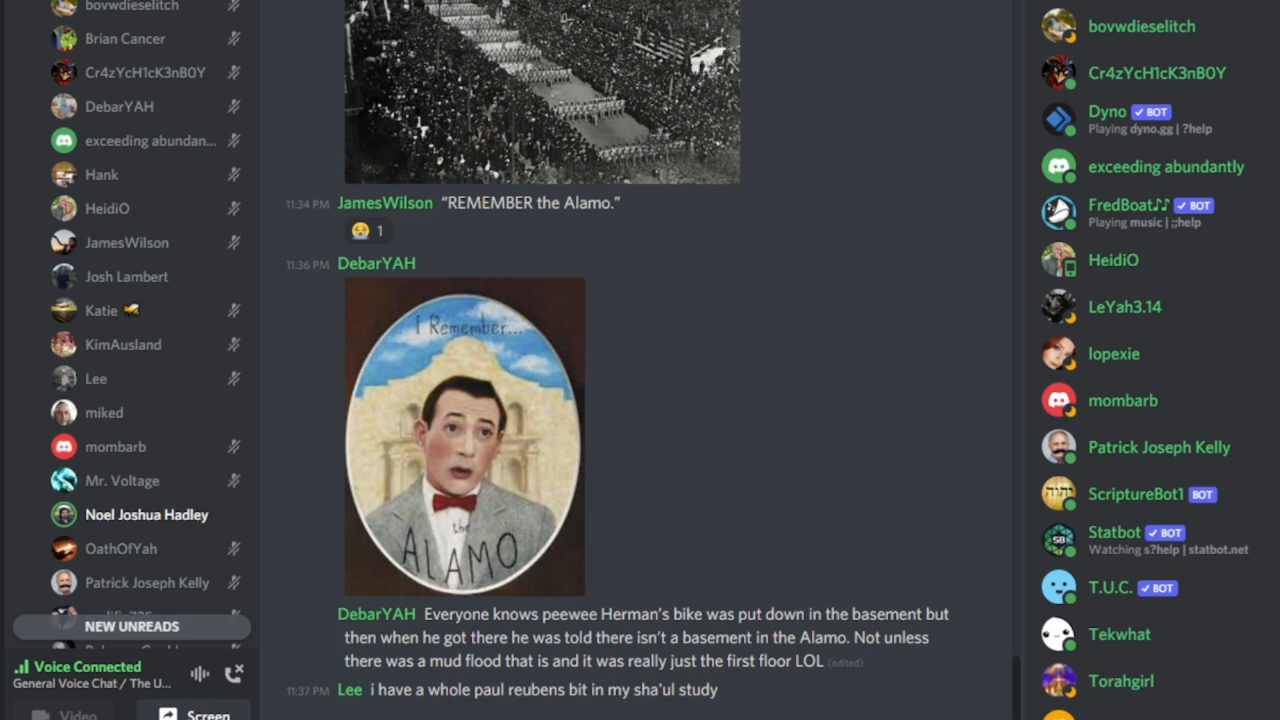 bovwdieselitch
Brian Cancer
Cr4zYcH1cK3nB0Y
DebarYAH
exceeding abundan...
Hank
HeidiO
JamesWilson
Josh Lambert
Katie
KimAusland
Lee
miked
mombarb
Mr. Voltage
Noel Joshua Hadley
OathOfYah
Patrick Joseph Kelly
NEW UNREADS
Voice Connected
General Voice Chat / The U...
Video
Screen
11:34 PM JamesWilson “REMEMBER the Alamo.”
😭 1
11:36 PM DebarYAH
I Remember...
the
ALAMO
DebarYAH Everyone knows peewee Herman's bike was put down in the basement but
then when he got there he was told there isn't a basement in the Alamo. Not unless
there was a mud flood that is and it was really just the first floor LOL (edited)
11:37 PM Lee i have a whole paul reubens bit in my sha'ul study
bovwdieselitch
Cr4zYcH1cK3nB0Y
Dyno ✓ BOT
Playing dyno.gg | ?help
exceeding abundantly
FredBoat♪♪ ✓ BOT
Playing music | ;;help
HeidiO
LeYah3.14
lopexie
mombarb
Patrick Joseph Kelly
יהוה
ScriptureBot1 BOT
SB
Statbot ✓ BOT
Watching s?help | statbot.net
T.U.C. ✓ BOT
Tekwhat
Torahgirl